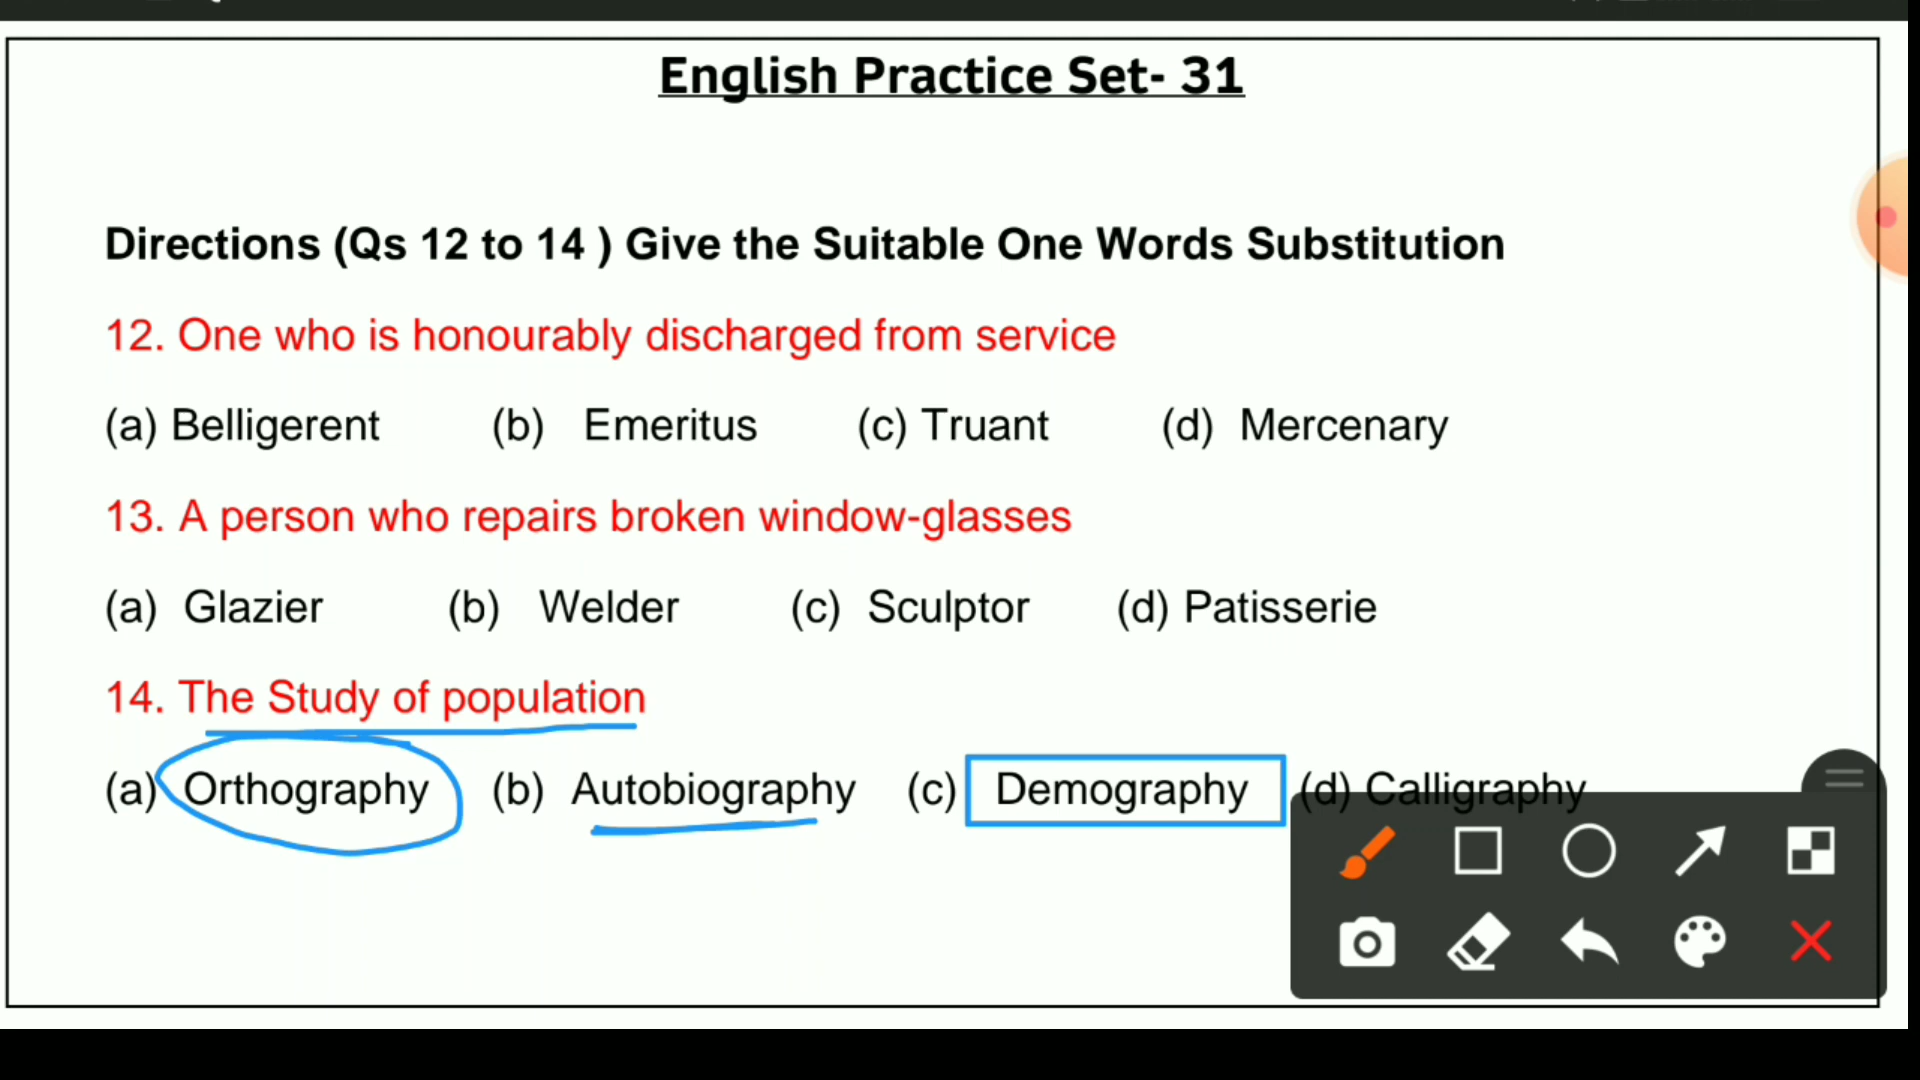 English Practice Set- 31
Directions (Qs 12 to 14 ) Give the Suitable One Words Substitution
12. One who is honourably discharged from service
(a) Belligerent (b) Emeritus (c) Truant (d) Mercenary
13. A person who repairs broken window-glasses
(a) Glazier (b) Welder (c) Sculptor (d) Patisserie
14. The Study of population
(a) Orthography (b) Autobiography (c) Demography (d) Calligraphy